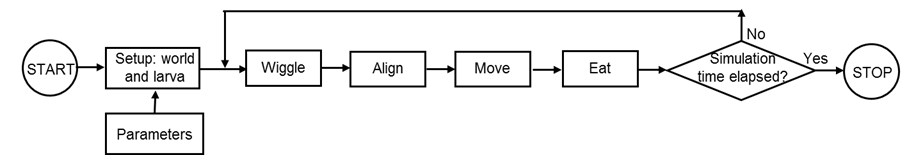 START
Setup: world
and larva
Parameters
Wiggle
Align
Move
Eat
Simulation
time elapsed?
No
Yes
STOP